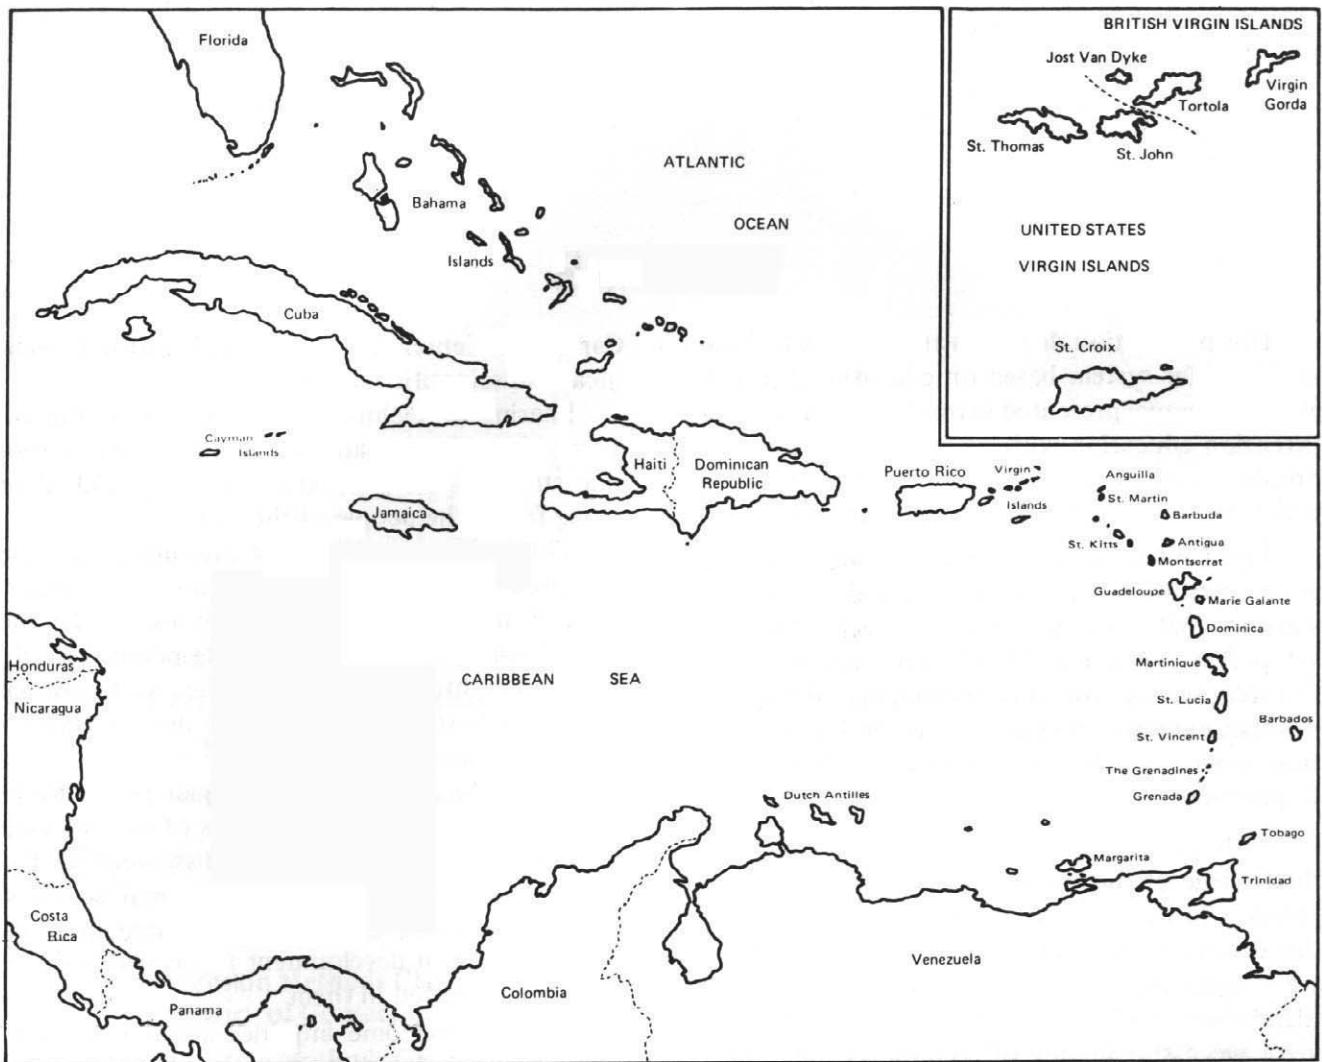 Florida
ATLANTIC
OCEAN
Bahama
Islands
Cuba
Cayman
Islands
Jamaica
Haiti
Dominican
Republic
Puerto Rico
Virgin
Islands
Anguilla
St. Martin
Barbuda
St. Kitts
Antigua
Montserrat
Guadeloupe
Marie Galante
Dominica
Martinique
St. Lucia
Barbados
St. Vincent
The Grenadines
Grenada
Tobago
Trinidad
Margarita
Dutch Antilles
CARIBBEAN SEA
Honduras
Nicaragua
Costa
Rica
Panama
Colombia
Venezuela
BRITISH VIRGIN ISLANDS
Jost Van Dyke
Virgin
Gorda
Tortola
St. Thomas
St. John
UNITED STATES
VIRGIN ISLANDS
St. Croix